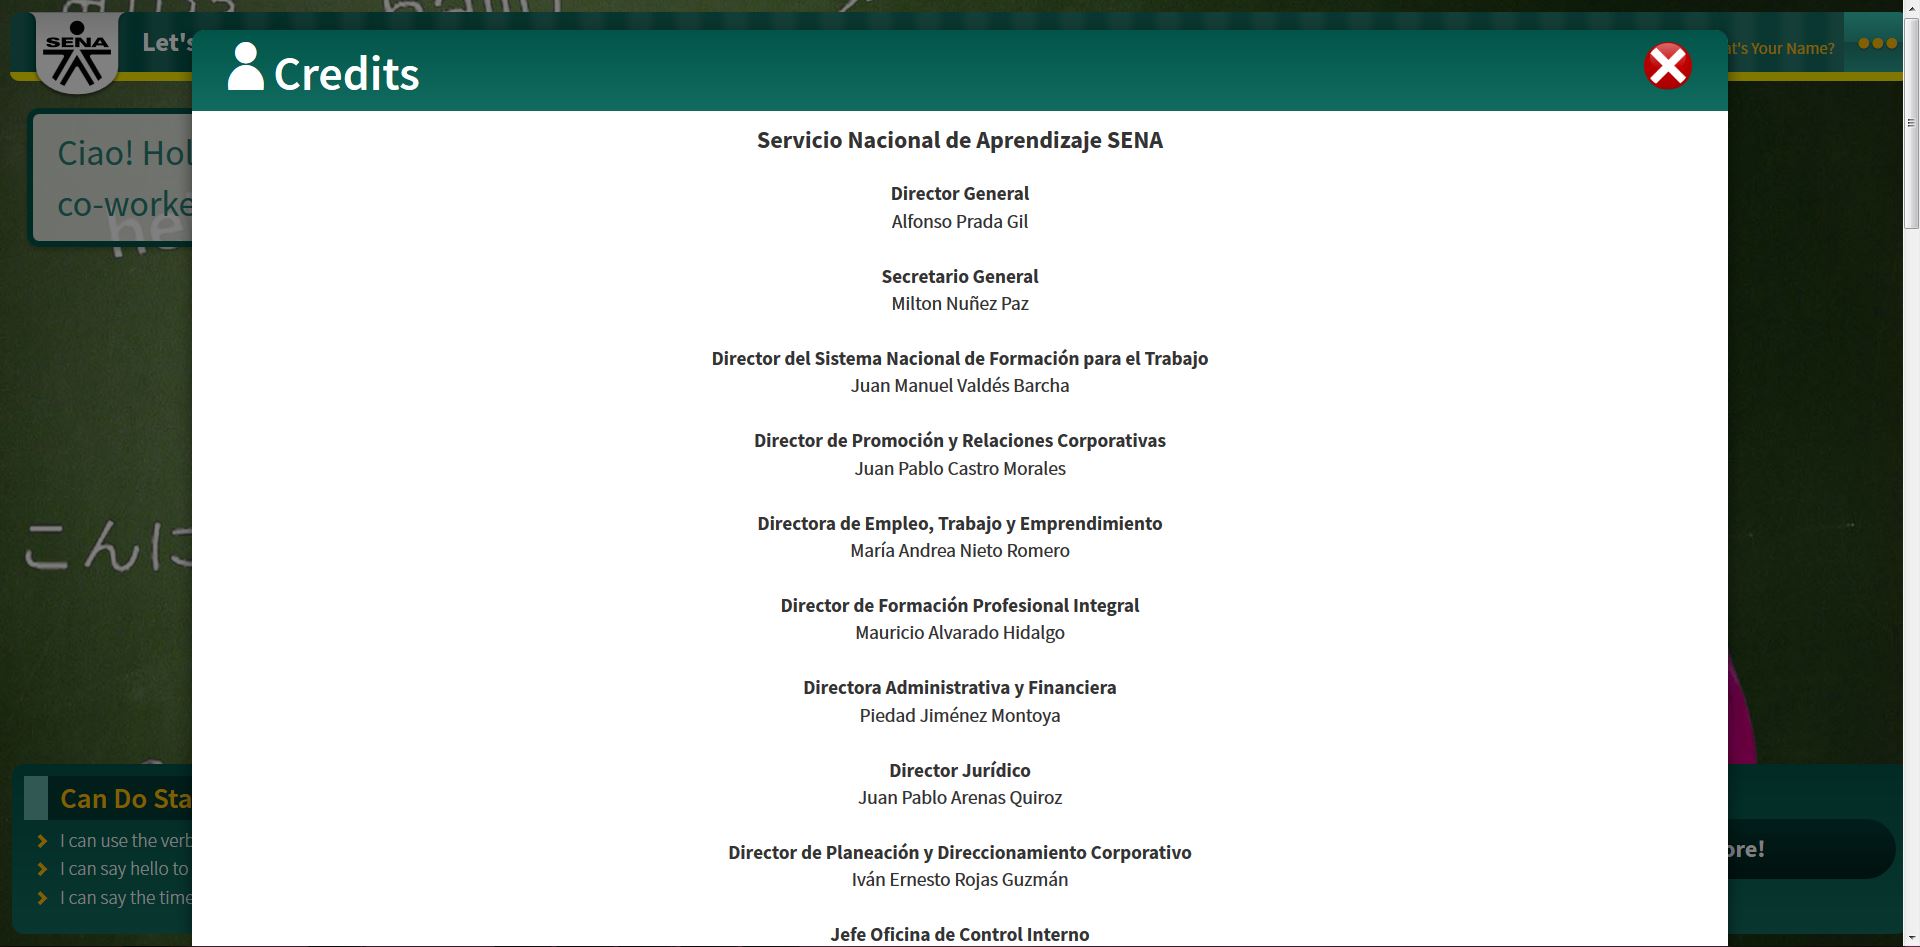 SENA
Let's
Credits
at's Your Name?
Servicio Nacional de Aprendizaje SENA
Director General
Alfonso Prada Gil
Secretario General
Milton Nuñez Paz
Director del Sistema Nacional de Formación para el Trabajo
Juan Manuel Valdés Barcha
Director de Promoción y Relaciones Corporativas
Juan Pablo Castro Morales
Directora de Empleo, Trabajo y Emprendimiento
María Andrea Nieto Romero
Director de Formación Profesional Integral
Mauricio Alvarado Hidalgo
Directora Administrativa y Financiera
Piedad Jiménez Montoya
Director Jurídico
Juan Pablo Arenas Quiroz
Director de Planeación y Direccionamiento Corporativo
Iván Ernesto Rojas Guzmán
Jefe Oficina de Control Interno
Ciao! Hol
co-worke
he
こんに
Can Do Sta
I can use the verb
I can say hello to
I can say the time
ore!